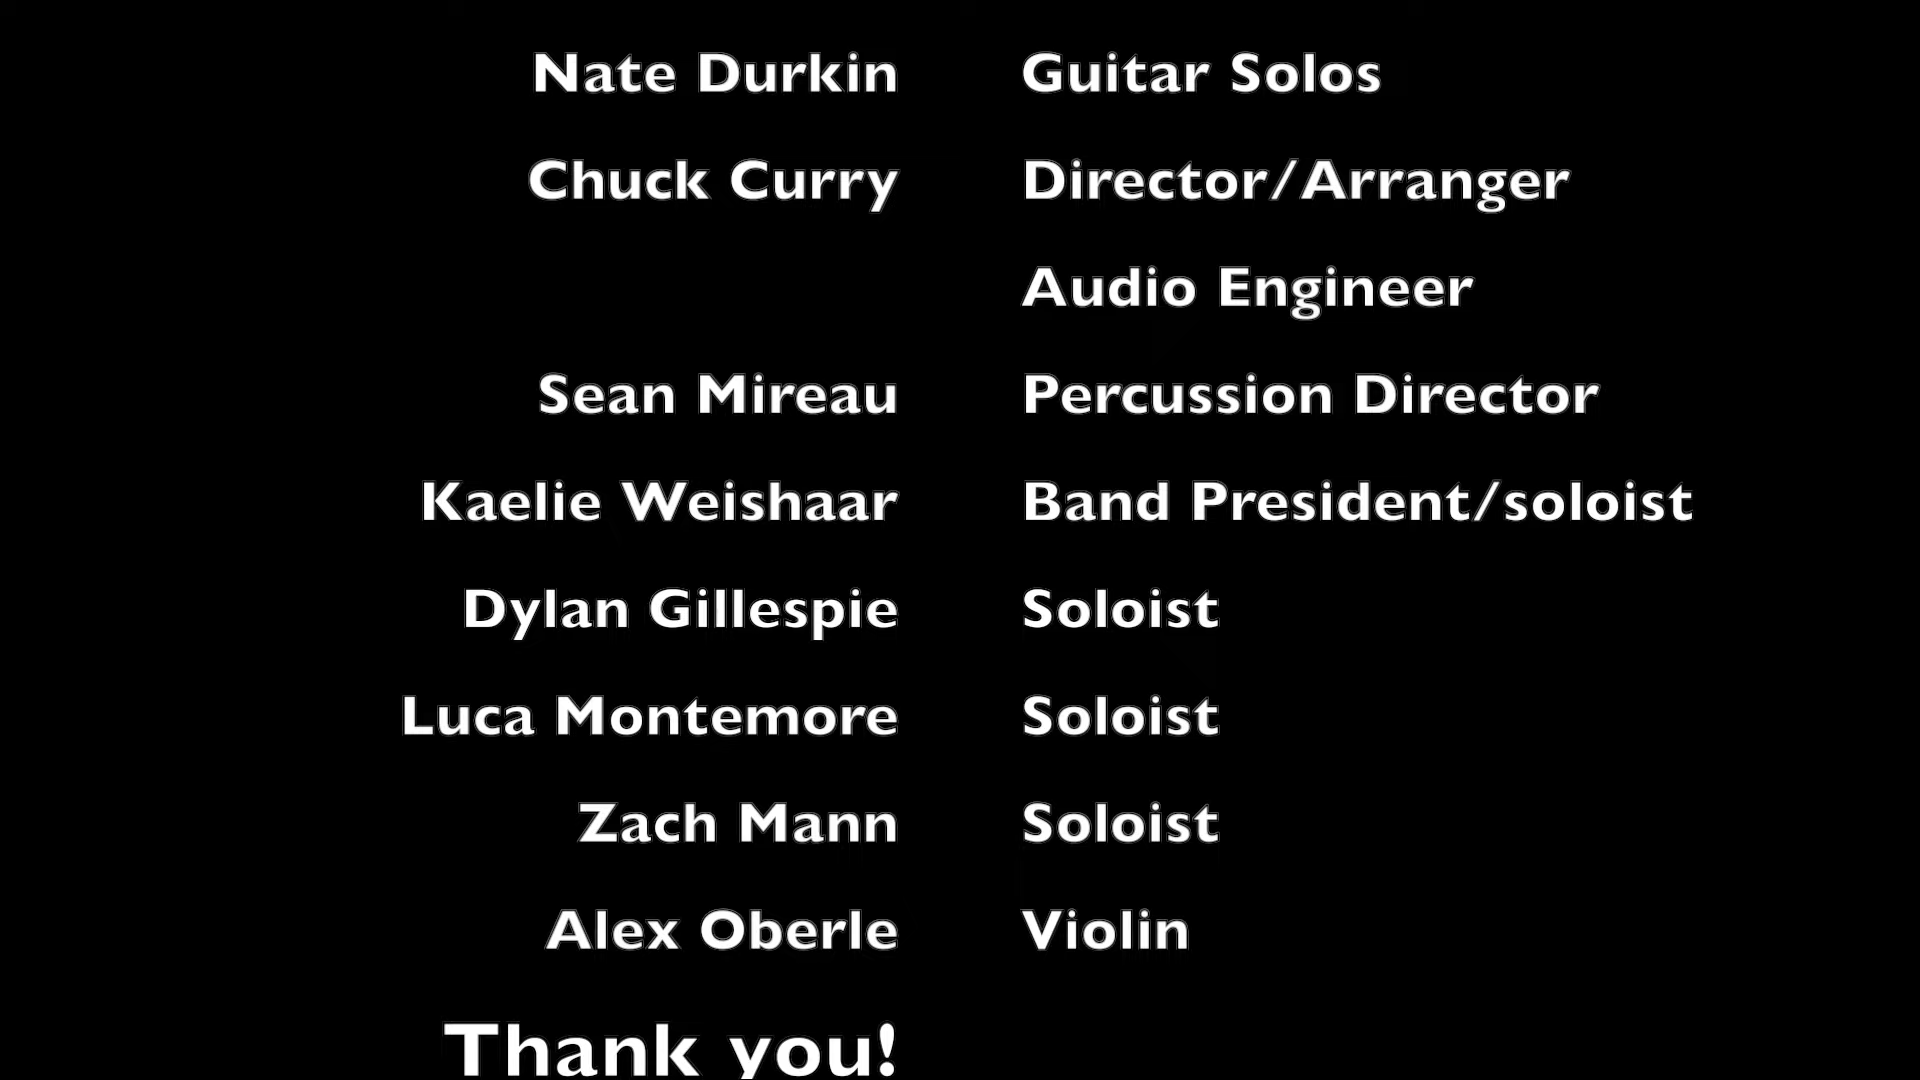 Nate Durkin Guitar Solos
Chuck Curry Director/Arranger
Audio Engineer
Sean Mireau Percussion Director
Kaelie Weishaar Band President/soloist
Dylan Gillespie Soloist
Luca Montemore Soloist
Zach Mann Soloist
Alex Oberle Violin
Thank you!